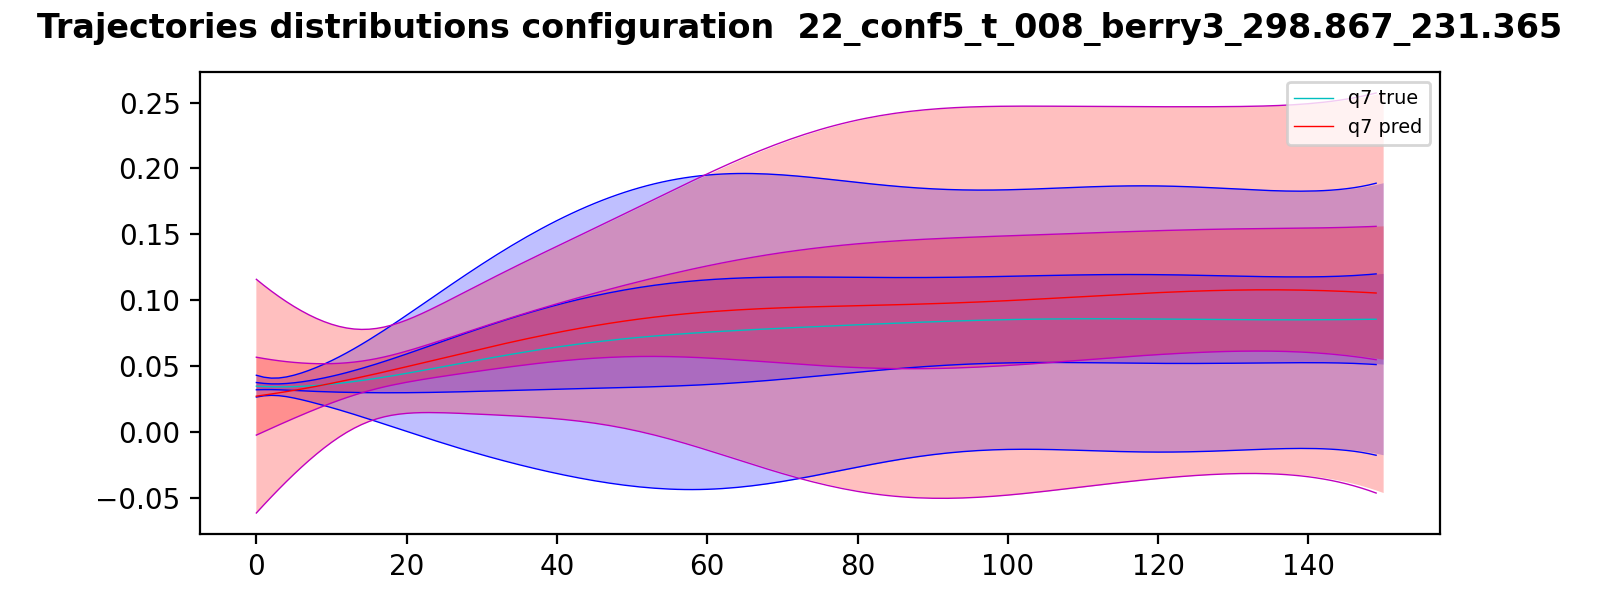 Trajectories distributions configuration  22_conf5_t_008_berry3_298.867_231.365
0.25
0.20
0.15
0.10
0.05
0.00
−0.05
q7 true
q7 pred
0 20 40 60 80 100 120 140